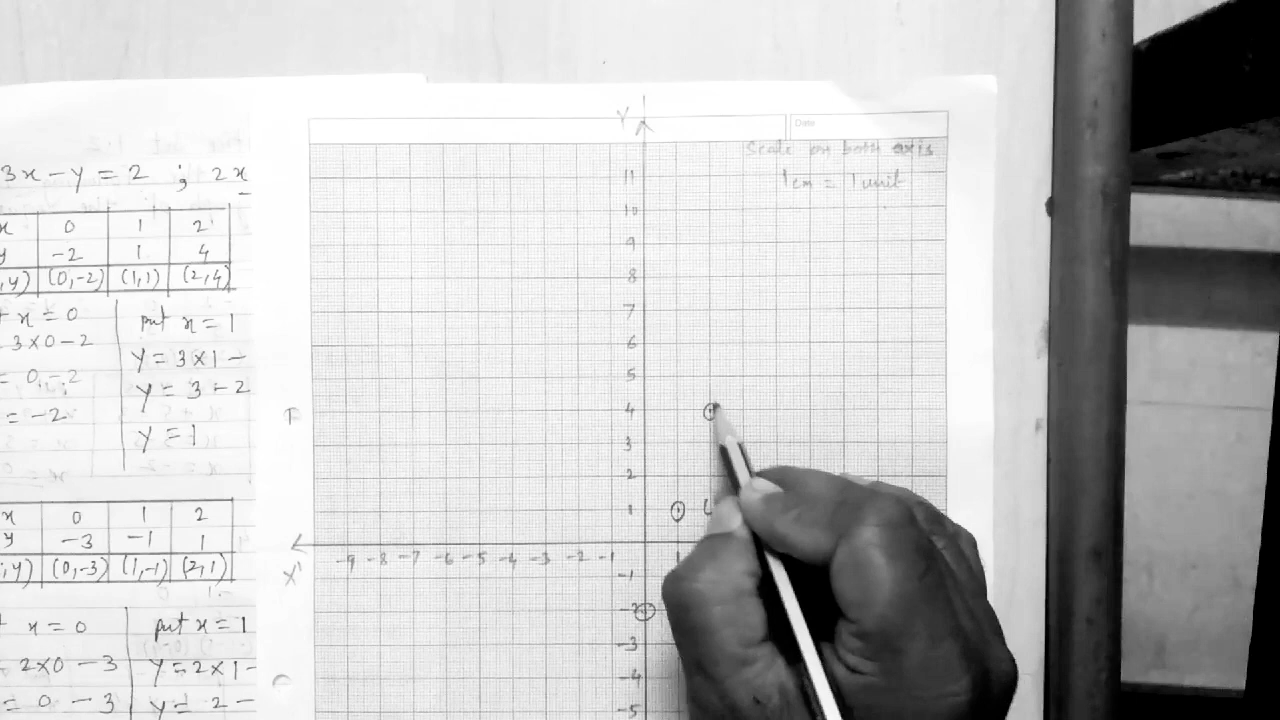 3x - y = 2 ; 2x
x 0 1 2
y -2 1 4
,y) (0,-2) (1,1) (2,4)
x = 0
3×0-2
= 0,-,2
= -2
put x = 1
y = 3×1 -
y = 3 - 2
y = 1
x 0 1 2
y -3 -1 1
,y) (0,-3) (1,-1) (2,1)
x = 0
= 2×0 - 3
= 0 - 3
put x = 1
y = 2×1 -
y = 2 -
Y
Date
Scale on both axis
1 cm = 1 unit
11
10
9
8
7
6
5
4
3
2
1
X'
-9 -8 -7 -6 -5 -4 -3 -2 -1 1
-1
-2
-3
-4
-5